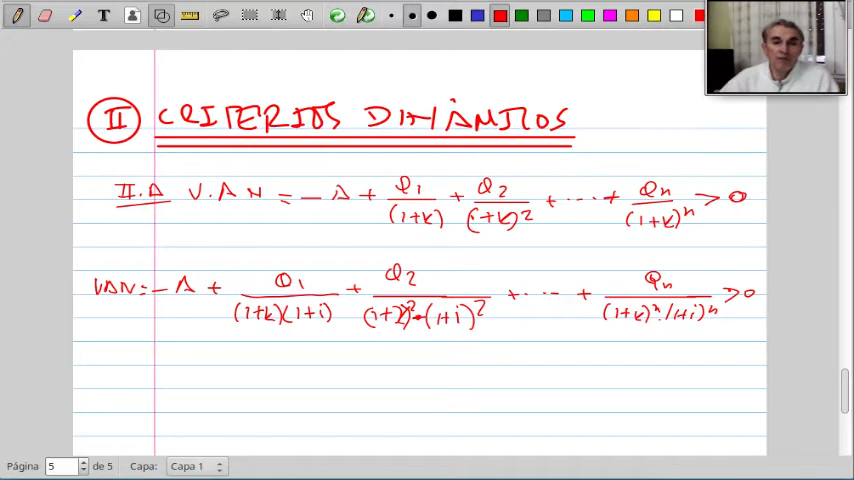 II CRITERIOS DINÁMICOS
II.A V.A N = – A + Q1/(1+k) + Q2/(1+k)^2 + ... + Qn/(1+k)^n > 0
VAN = – A + Q1/(1+k)(1+i) + Q2/(1+k)^2·(1+i)^2 + ... + Qn/(1+k)^n·(1+i)^n > 0
Página 5 de 5 Capa: Capa 1